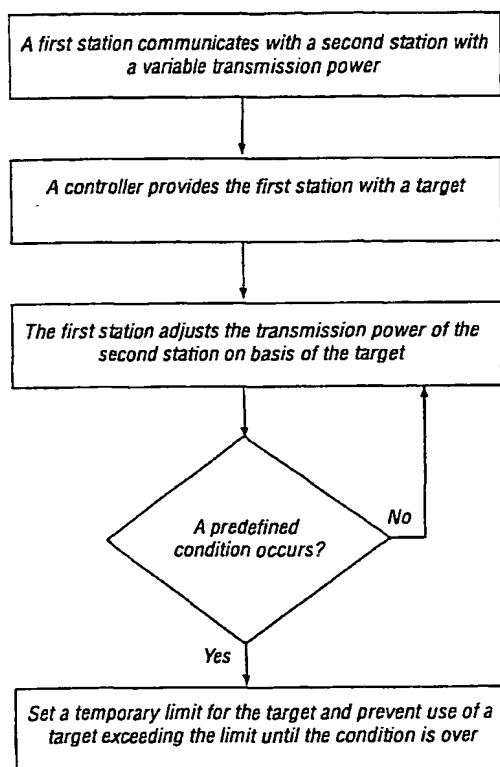 A first station communicates with a second station with
a variable transmission power
A controller provides the first station with a target
The first station adjusts the transmission power of the
second station on basis of the target
A predefined
condition occurs?
No
Yes
Set a temporary limit for the target and prevent use of a
target exceeding the limit until the condition is over